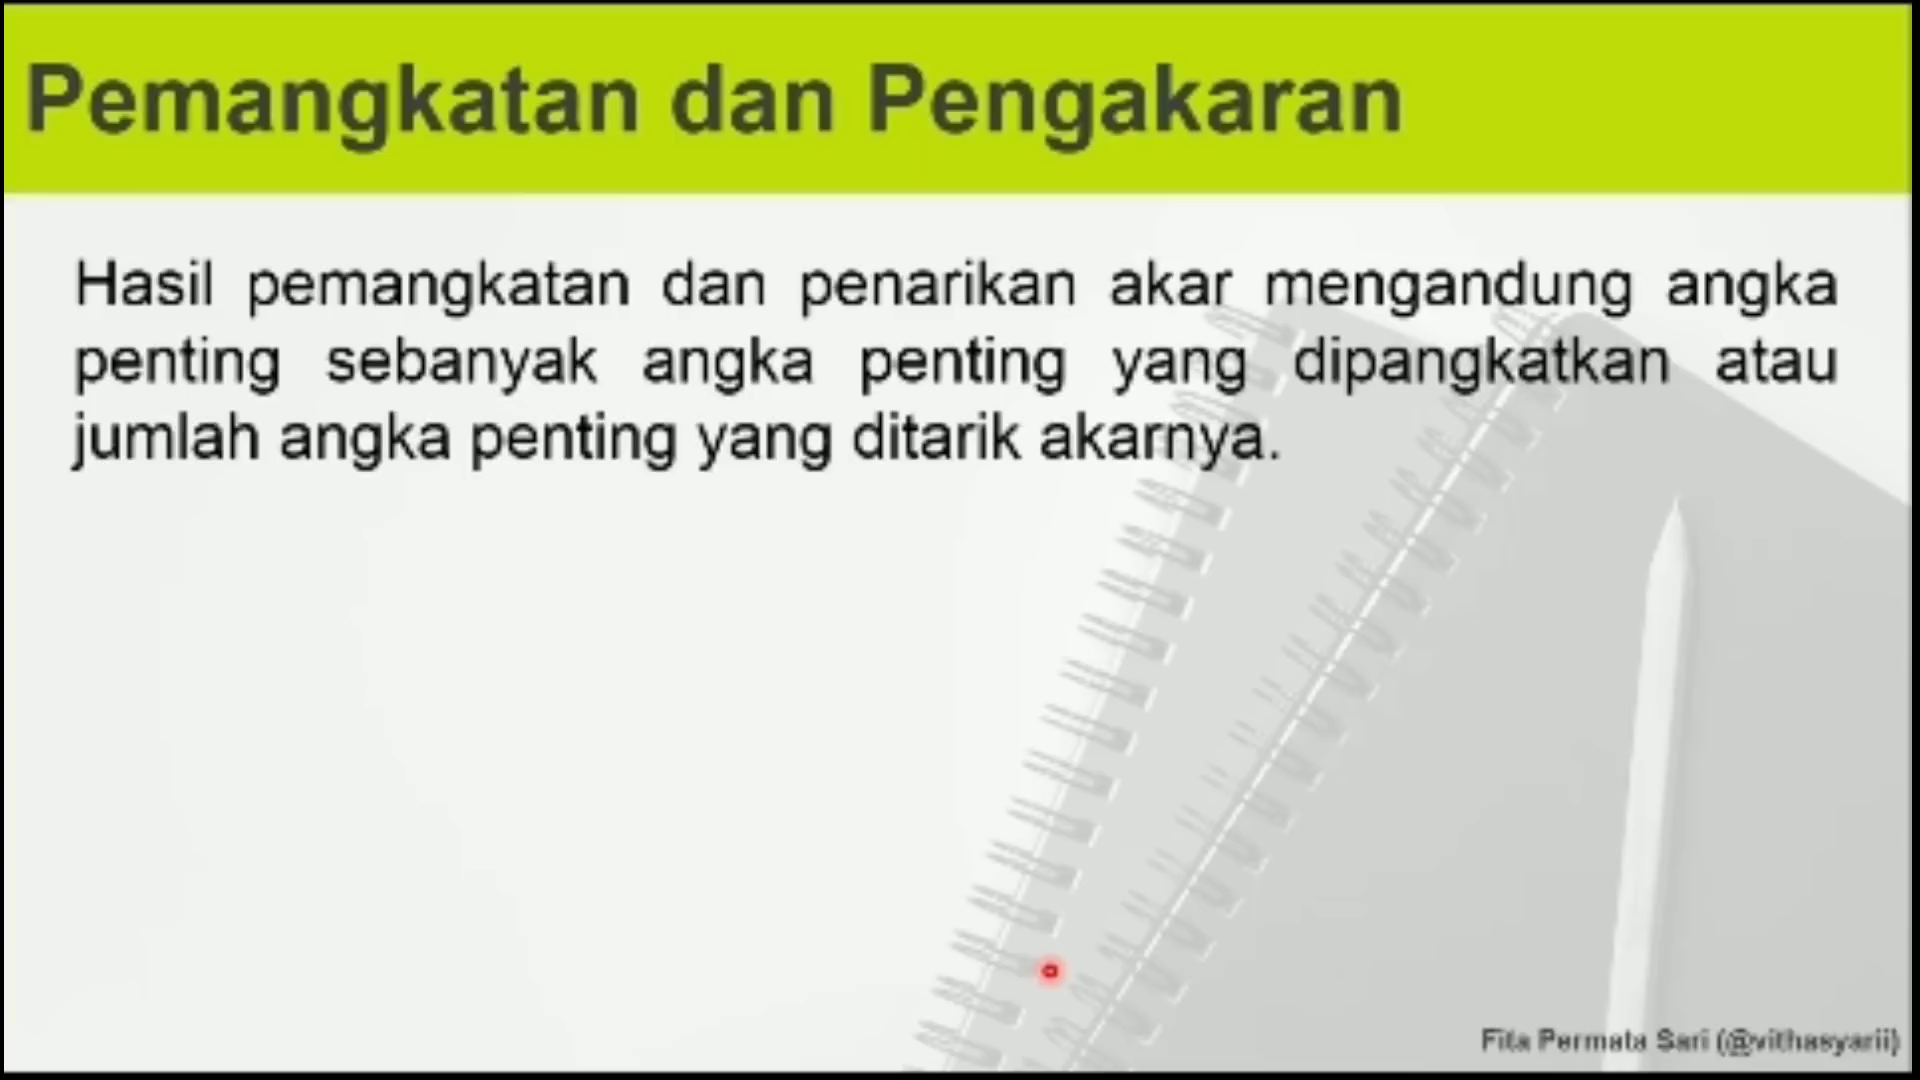 Pemangkatan dan Pengakaran
Hasil pemangkatan dan penarikan akar mengandung angka
penting sebanyak angka penting yang dipangkatkan atau
jumlah angka penting yang ditarik akarnya.
Fita Permata Sari (@vithasyarii)